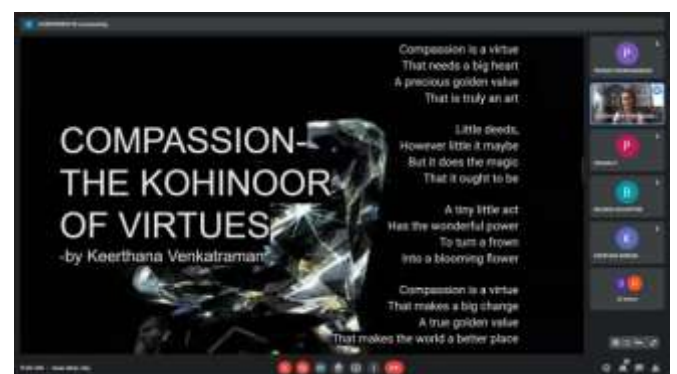 COMPASSION-
THE KOHINOOR
OF VIRTUES
-by Keerthana Venkatraman
Compassion is a virtue
That needs a big heart
A precious golden value
That is truly an art
Little deeds,
However little it maybe
But it does the magic
That it ought to be
A tiny little act
Has the wonderful power
To turn a frown
Into a blooming flower
Compassion is a virtue
That makes a big change
A true golden value
That makes the world a better place
P
P
B
K